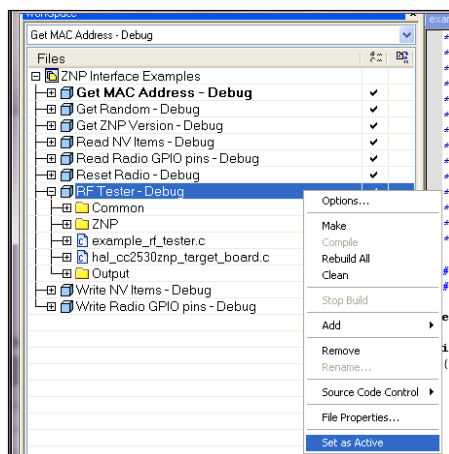 WorkSpace
Get MAC Address - Debug
Files
ZNP Interface Examples
Get MAC Address - Debug
Get Random - Debug
Get ZNP Version - Debug
Read NV Items - Debug
Read Radio GPIO pins - Debug
Reset Radio - Debug
RF Tester - Debug
Common
ZNP
example_rf_tester.c
hal_cc2530znp_target_board.c
Output
Write NV Items - Debug
Write Radio GPIO pins - Debug
Options...
Make
Compile
Rebuild All
Clean
Stop Build
Add
Remove
Rename...
Source Code Control
File Properties...
Set as Active
exam
*
*
*
*
*
*
*
*
*
*
*
*
*
*
#
#
e
i
{